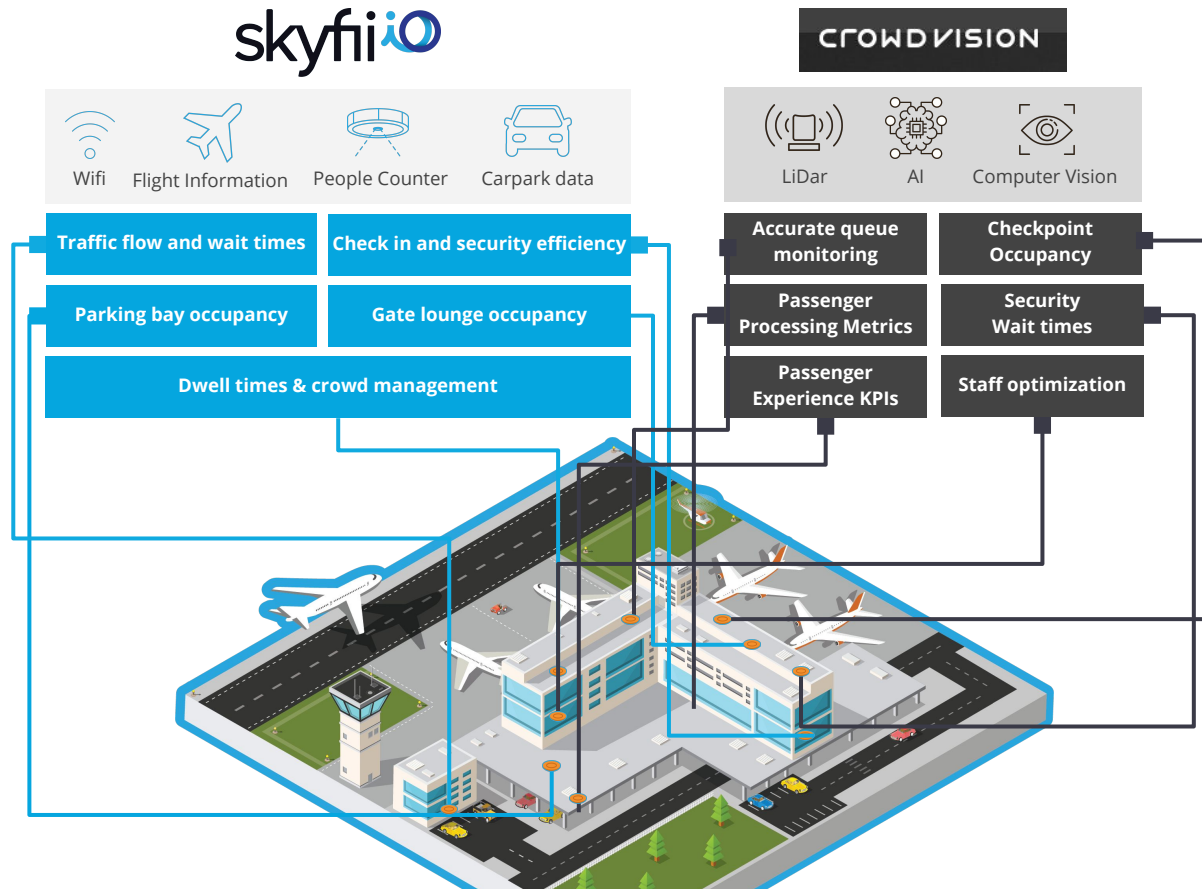 skyfii io
CROWDVISION
Wifi
Flight Information
People Counter
Carpark data
LiDar
AI
Computer Vision
Traffic flow and wait times
Check in and security efficiency
Parking bay occupancy
Gate lounge occupancy
Dwell times & crowd management
Accurate queue
monitoring
Checkpoint
Occupancy
Passenger
Processing Metrics
Security
Wait times
Passenger
Experience KPIs
Staff optimization